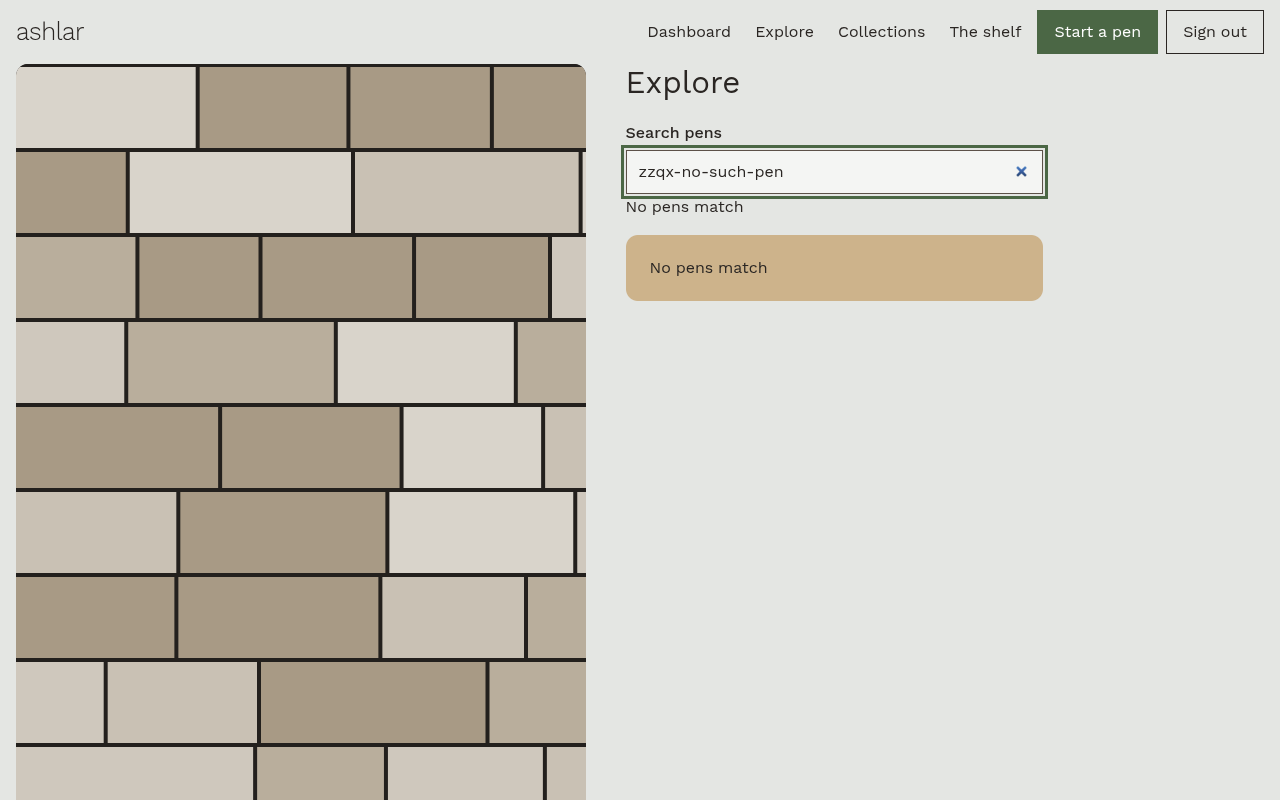 ashlar
Dashboard Explore Collections The shelf Start a pen Sign out
Explore
Search pens
zzqx-no-such-pen
No pens match
No pens match